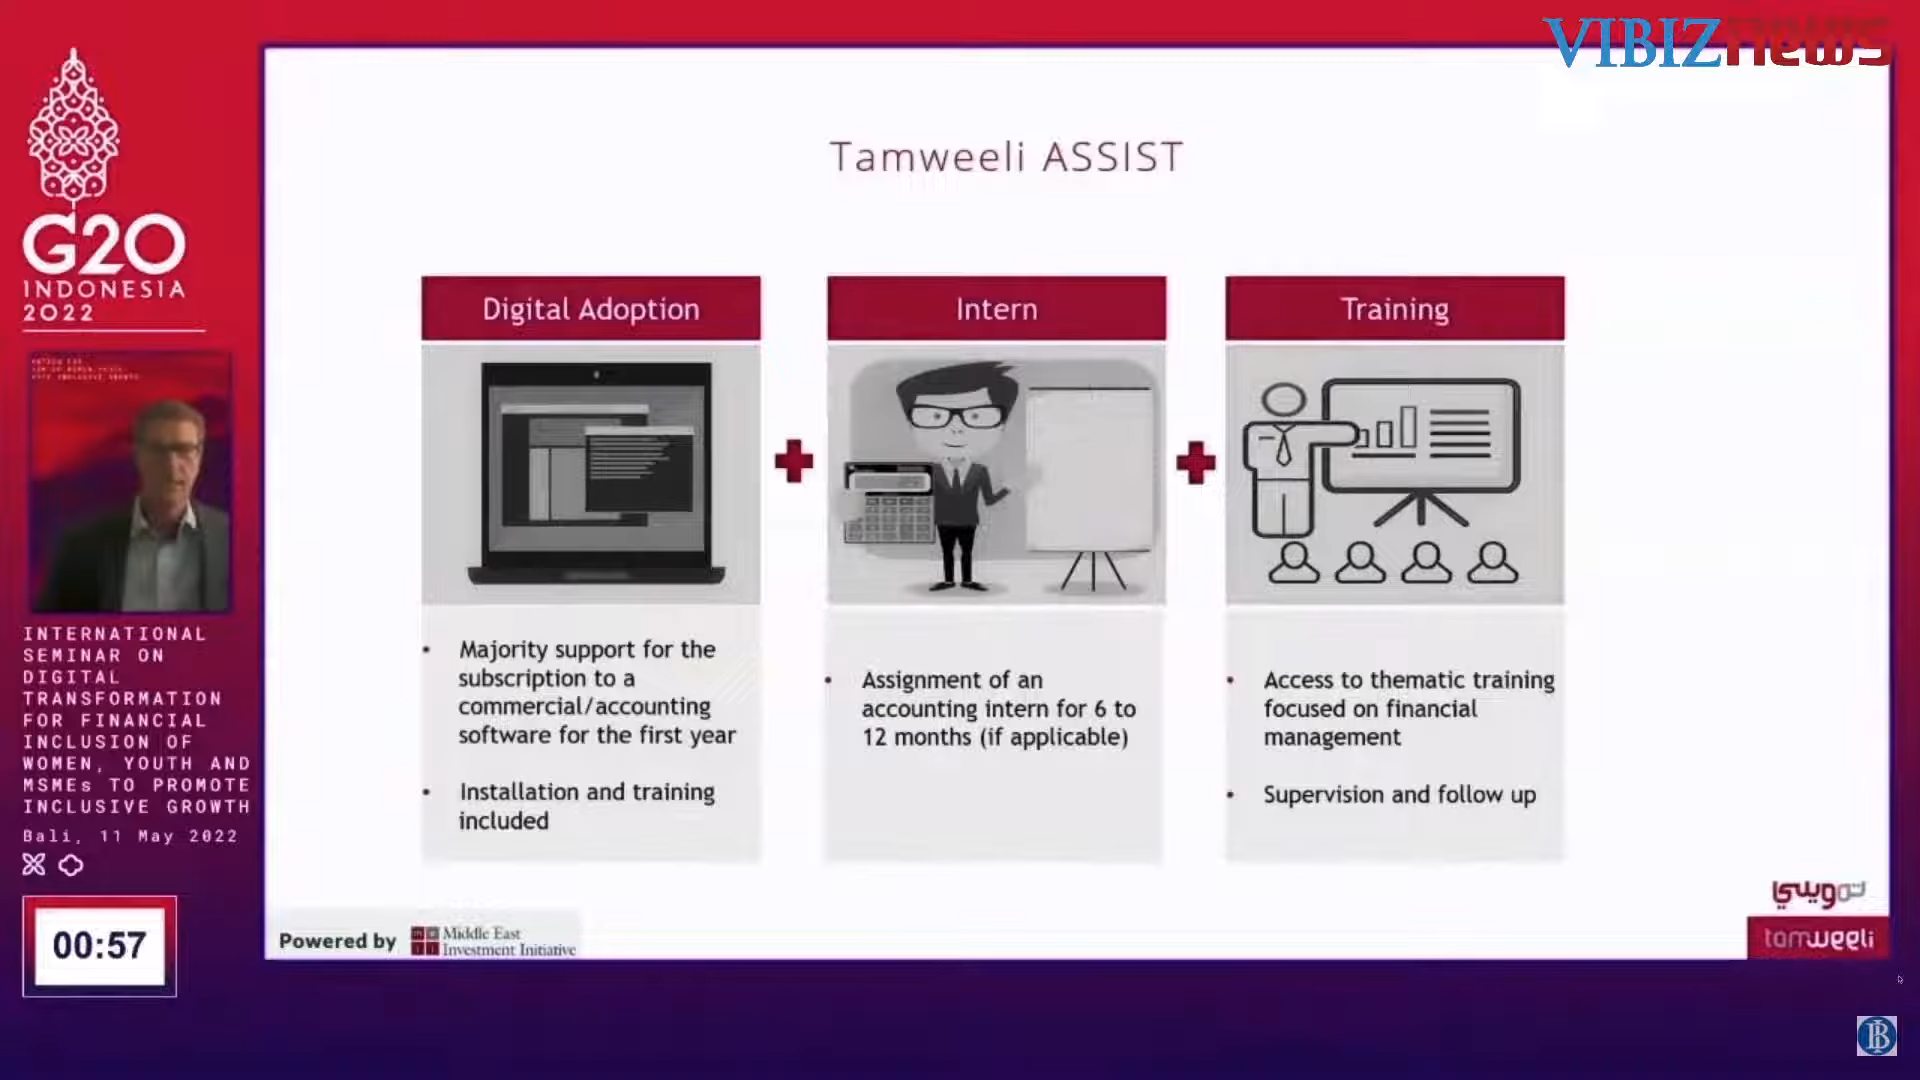 VIBIZnews
G20
INDONESIA
2022
INTERNATIONAL
SEMINAR ON
DIGITAL
TRANSFORMATION
FOR FINANCIAL
INCLUSION OF
WOMEN, YOUTH AND
MSMEs TO PROMOTE
INCLUSIVE GROWTH
Bali, 11 May 2022
00:57
Tamweeli ASSIST
Digital Adoption
• Majority support for the
subscription to a
commercial/accounting
software for the first year
• Installation and training
included
Intern
• Assignment of an
accounting intern for 6 to
12 months (if applicable)
Training
• Access to thematic training
focused on financial
management
• Supervision and follow up
Powered by
Middle East
Investment Initiative
تمويلي
tamweeli